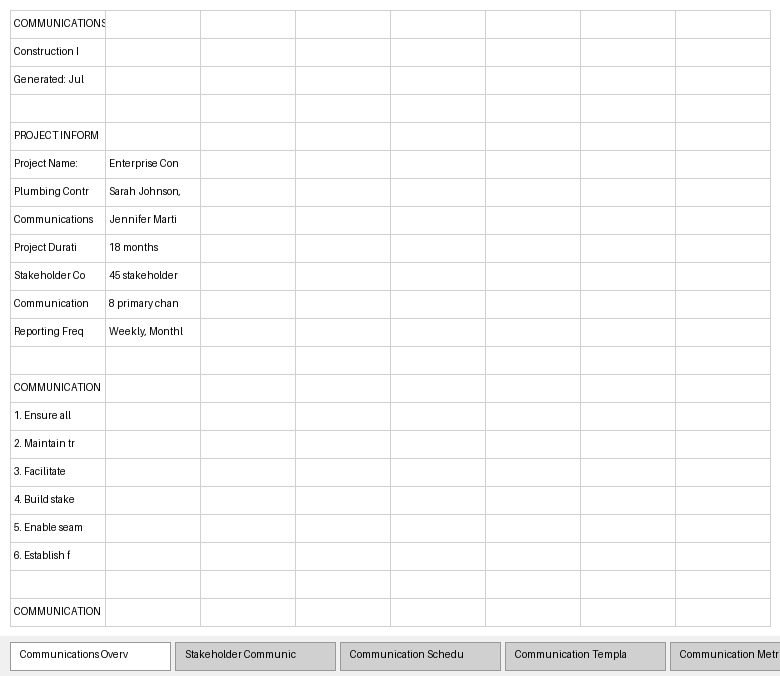 COMMUNICATIONS
Construction I
Generated: Jul
PROJECT INFORM
Project Name: Enterprise Con
Plumbing Contr Sarah Johnson,
Communications Jennifer Marti
Project Durati 18 months
Stakeholder Co 45 stakeholder
Communication 8 primary chan
Reporting Freq Weekly, Monthl
COMMUNICATION
1. Ensure all
2. Maintain tr
3. Facilitate
4. Build stake
5. Enable seam
6. Establish f
COMMUNICATION
Communications Overv Stakeholder Communic Communication Schedu Communication Templa Communication Metr